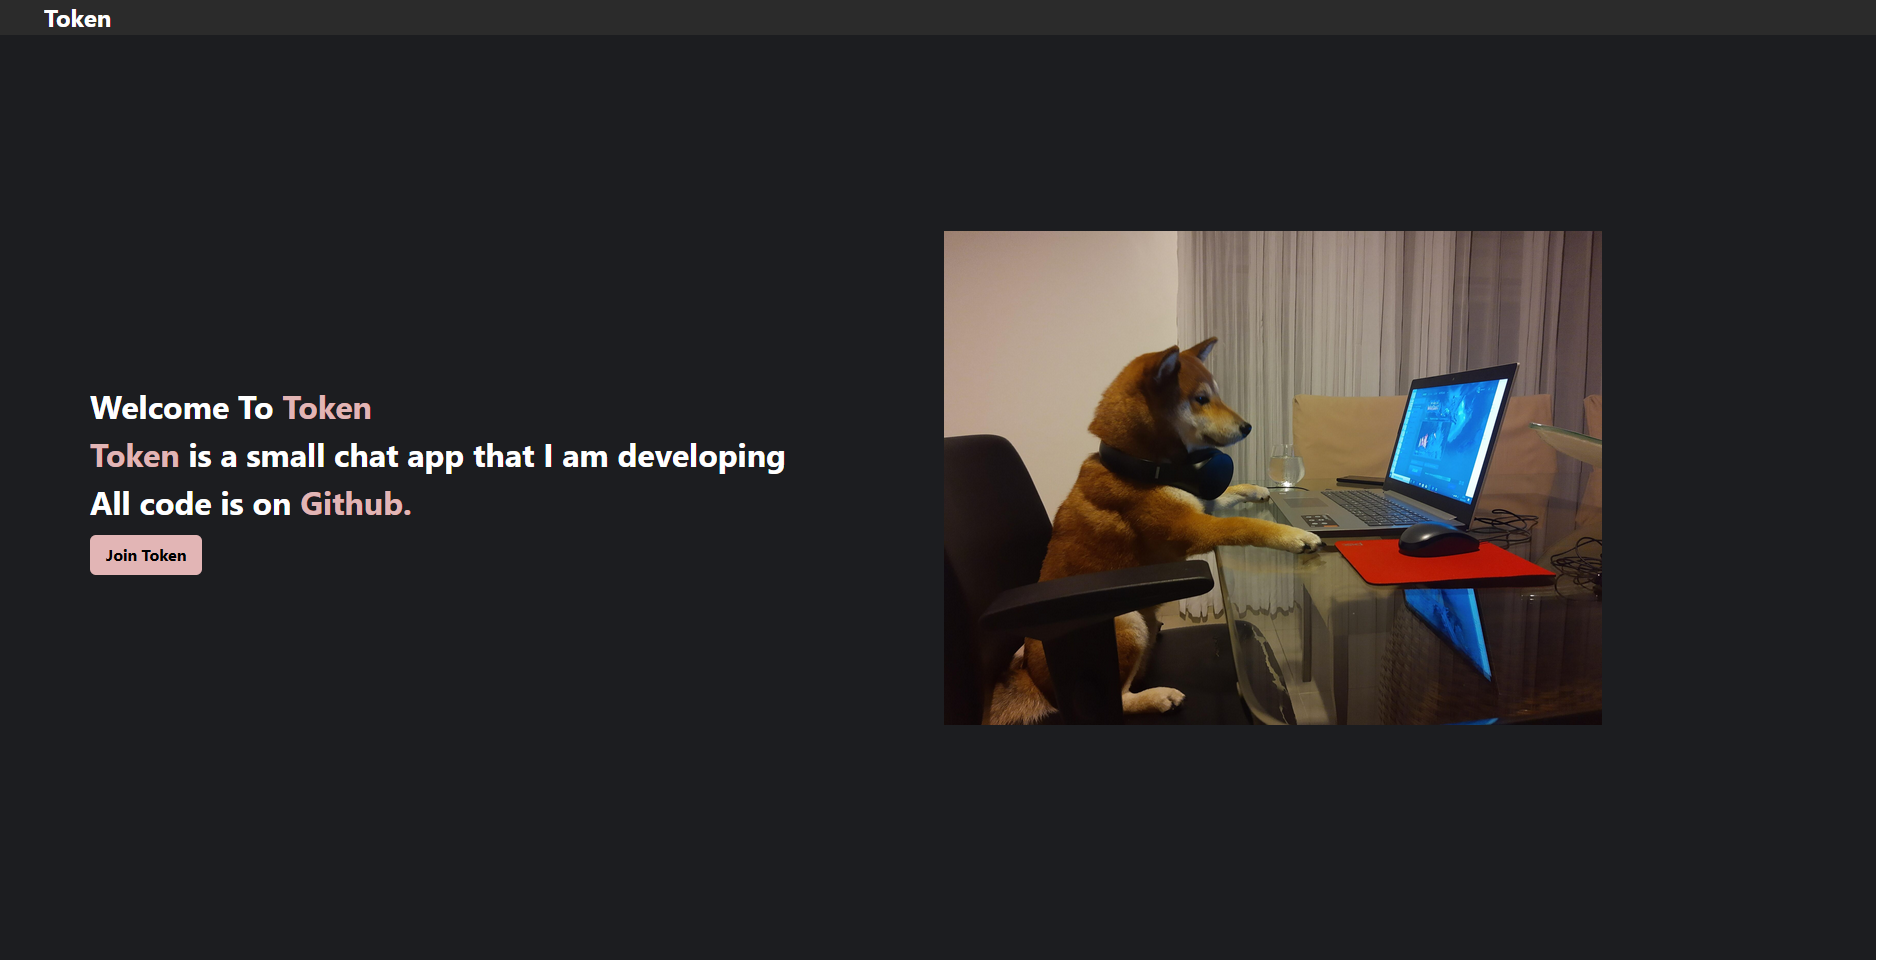 Token
Welcome To Token
Token is a small chat app that I am developing
All code is on Github.
Join Token